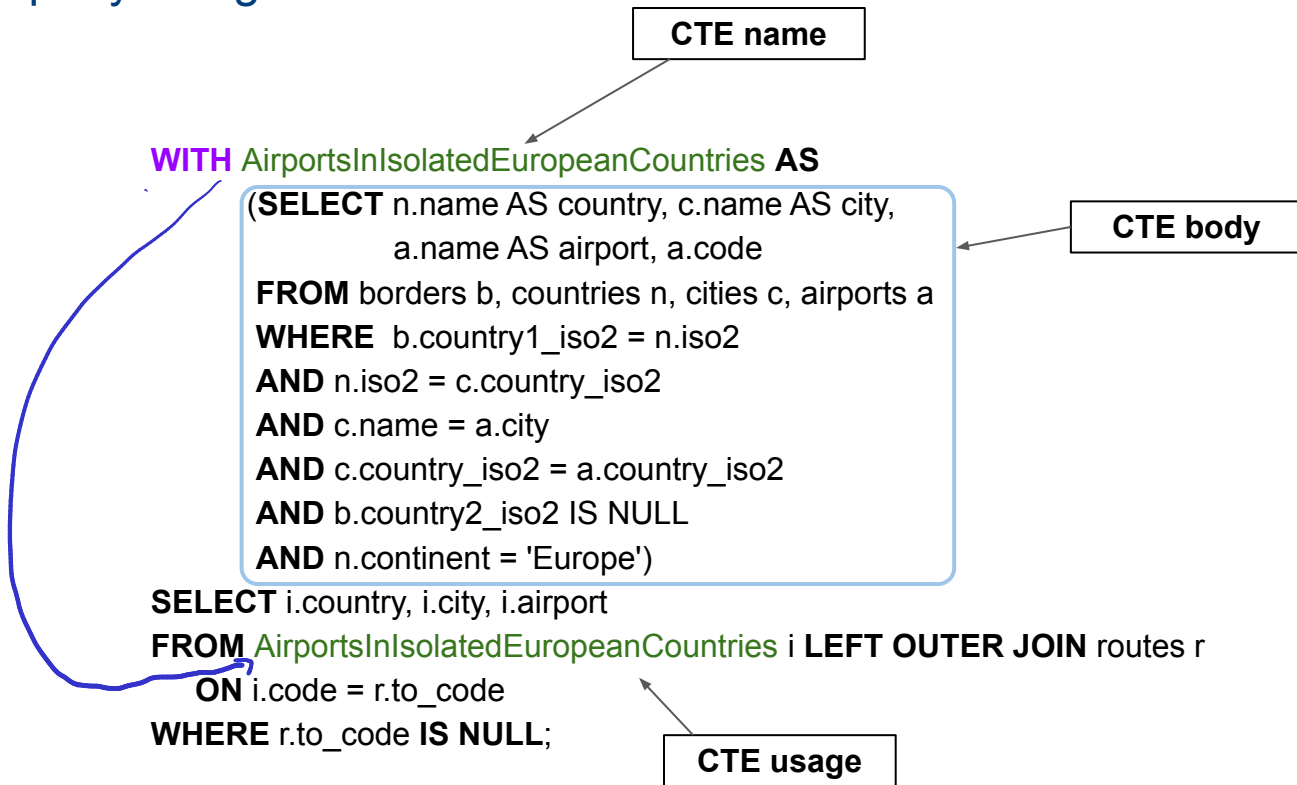 CTE name
WITH AirportsInIsolatedEuropeanCountries AS
(SELECT n.name AS country, c.name AS city,
a.name AS airport, a.code
CTE body
FROM borders b, countries n, cities c, airports a
WHERE b.country1_iso2 = n.iso2
AND n.iso2 = c.country_iso2
AND c.name = a.city
AND c.country_iso2 = a.country_iso2
AND b.country2_iso2 IS NULL
AND n.continent = 'Europe')
SELECT i.country, i.city, i.airport
FROM AirportsInIsolatedEuropeanCountries i LEFT OUTER JOIN routes r
ON i.code = r.to_code
WHERE r.to_code IS NULL;
CTE usage